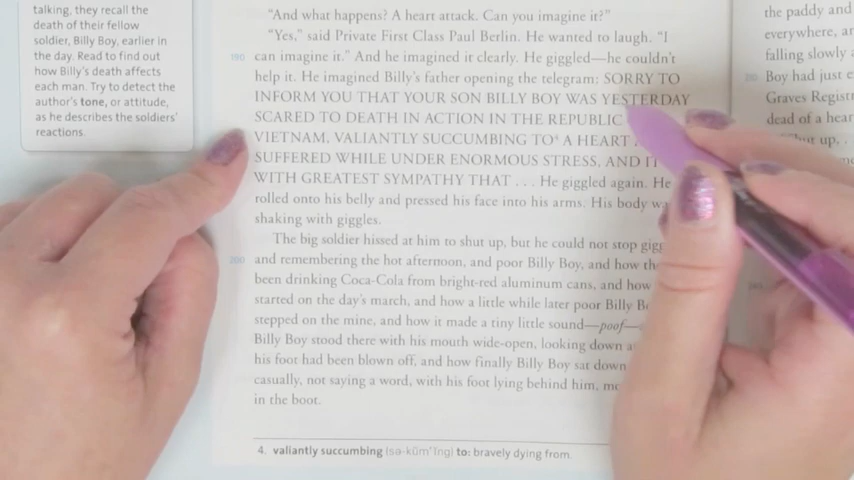 talking, they recall the
death of their fellow
soldier, Billy Boy, earlier in
the day. Read to find out
how Billy's death affects
each man. Try to detect the
author's tone, or attitude,
as he describes the soldiers'
reactions.
"And what happens? A heart attack. Can you imagine it?"
"Yes," said Private First Class Paul Berlin. He wanted to laugh. "I
190 can imagine it." And he imagined it clearly. He giggled—he couldn't
help it. He imagined Billy's father opening the telegram: SORRY TO
INFORM YOU THAT YOUR SON BILLY BOY WAS YESTERDAY
SCARED TO DEATH IN ACTION IN THE REPUBLIC
VIETNAM, VALIANTLY SUCCUMBING TO⁴ A HEART
SUFFERED WHILE UNDER ENORMOUS STRESS, AND
WITH GREATEST SYMPATHY THAT . . . He giggled again. He
rolled onto his belly and pressed his face into his arms. His body
shaking with giggles.
The big soldier hissed at him to shut up, but he could not stop
200 and remembering the hot afternoon, and poor Billy Boy, and how
been drinking Coca-Cola from bright-red aluminum cans, and how
started on the day's march, and how a little while later poor Billy
stepped on the mine, and how it made a tiny little sound—poof—
Billy Boy stood there with his mouth wide-open, looking down
his foot had been blown off, and how finally Billy Boy sat down
casually, not saying a word, with his foot lying behind him,
in the boot.
4. valiantly succumbing (sə-kŭm'ĭng) to: bravely dying from.
the paddy and
everywhere, ar
falling slowly
Boy had just e
Graves Registr
dead of a hear
up.